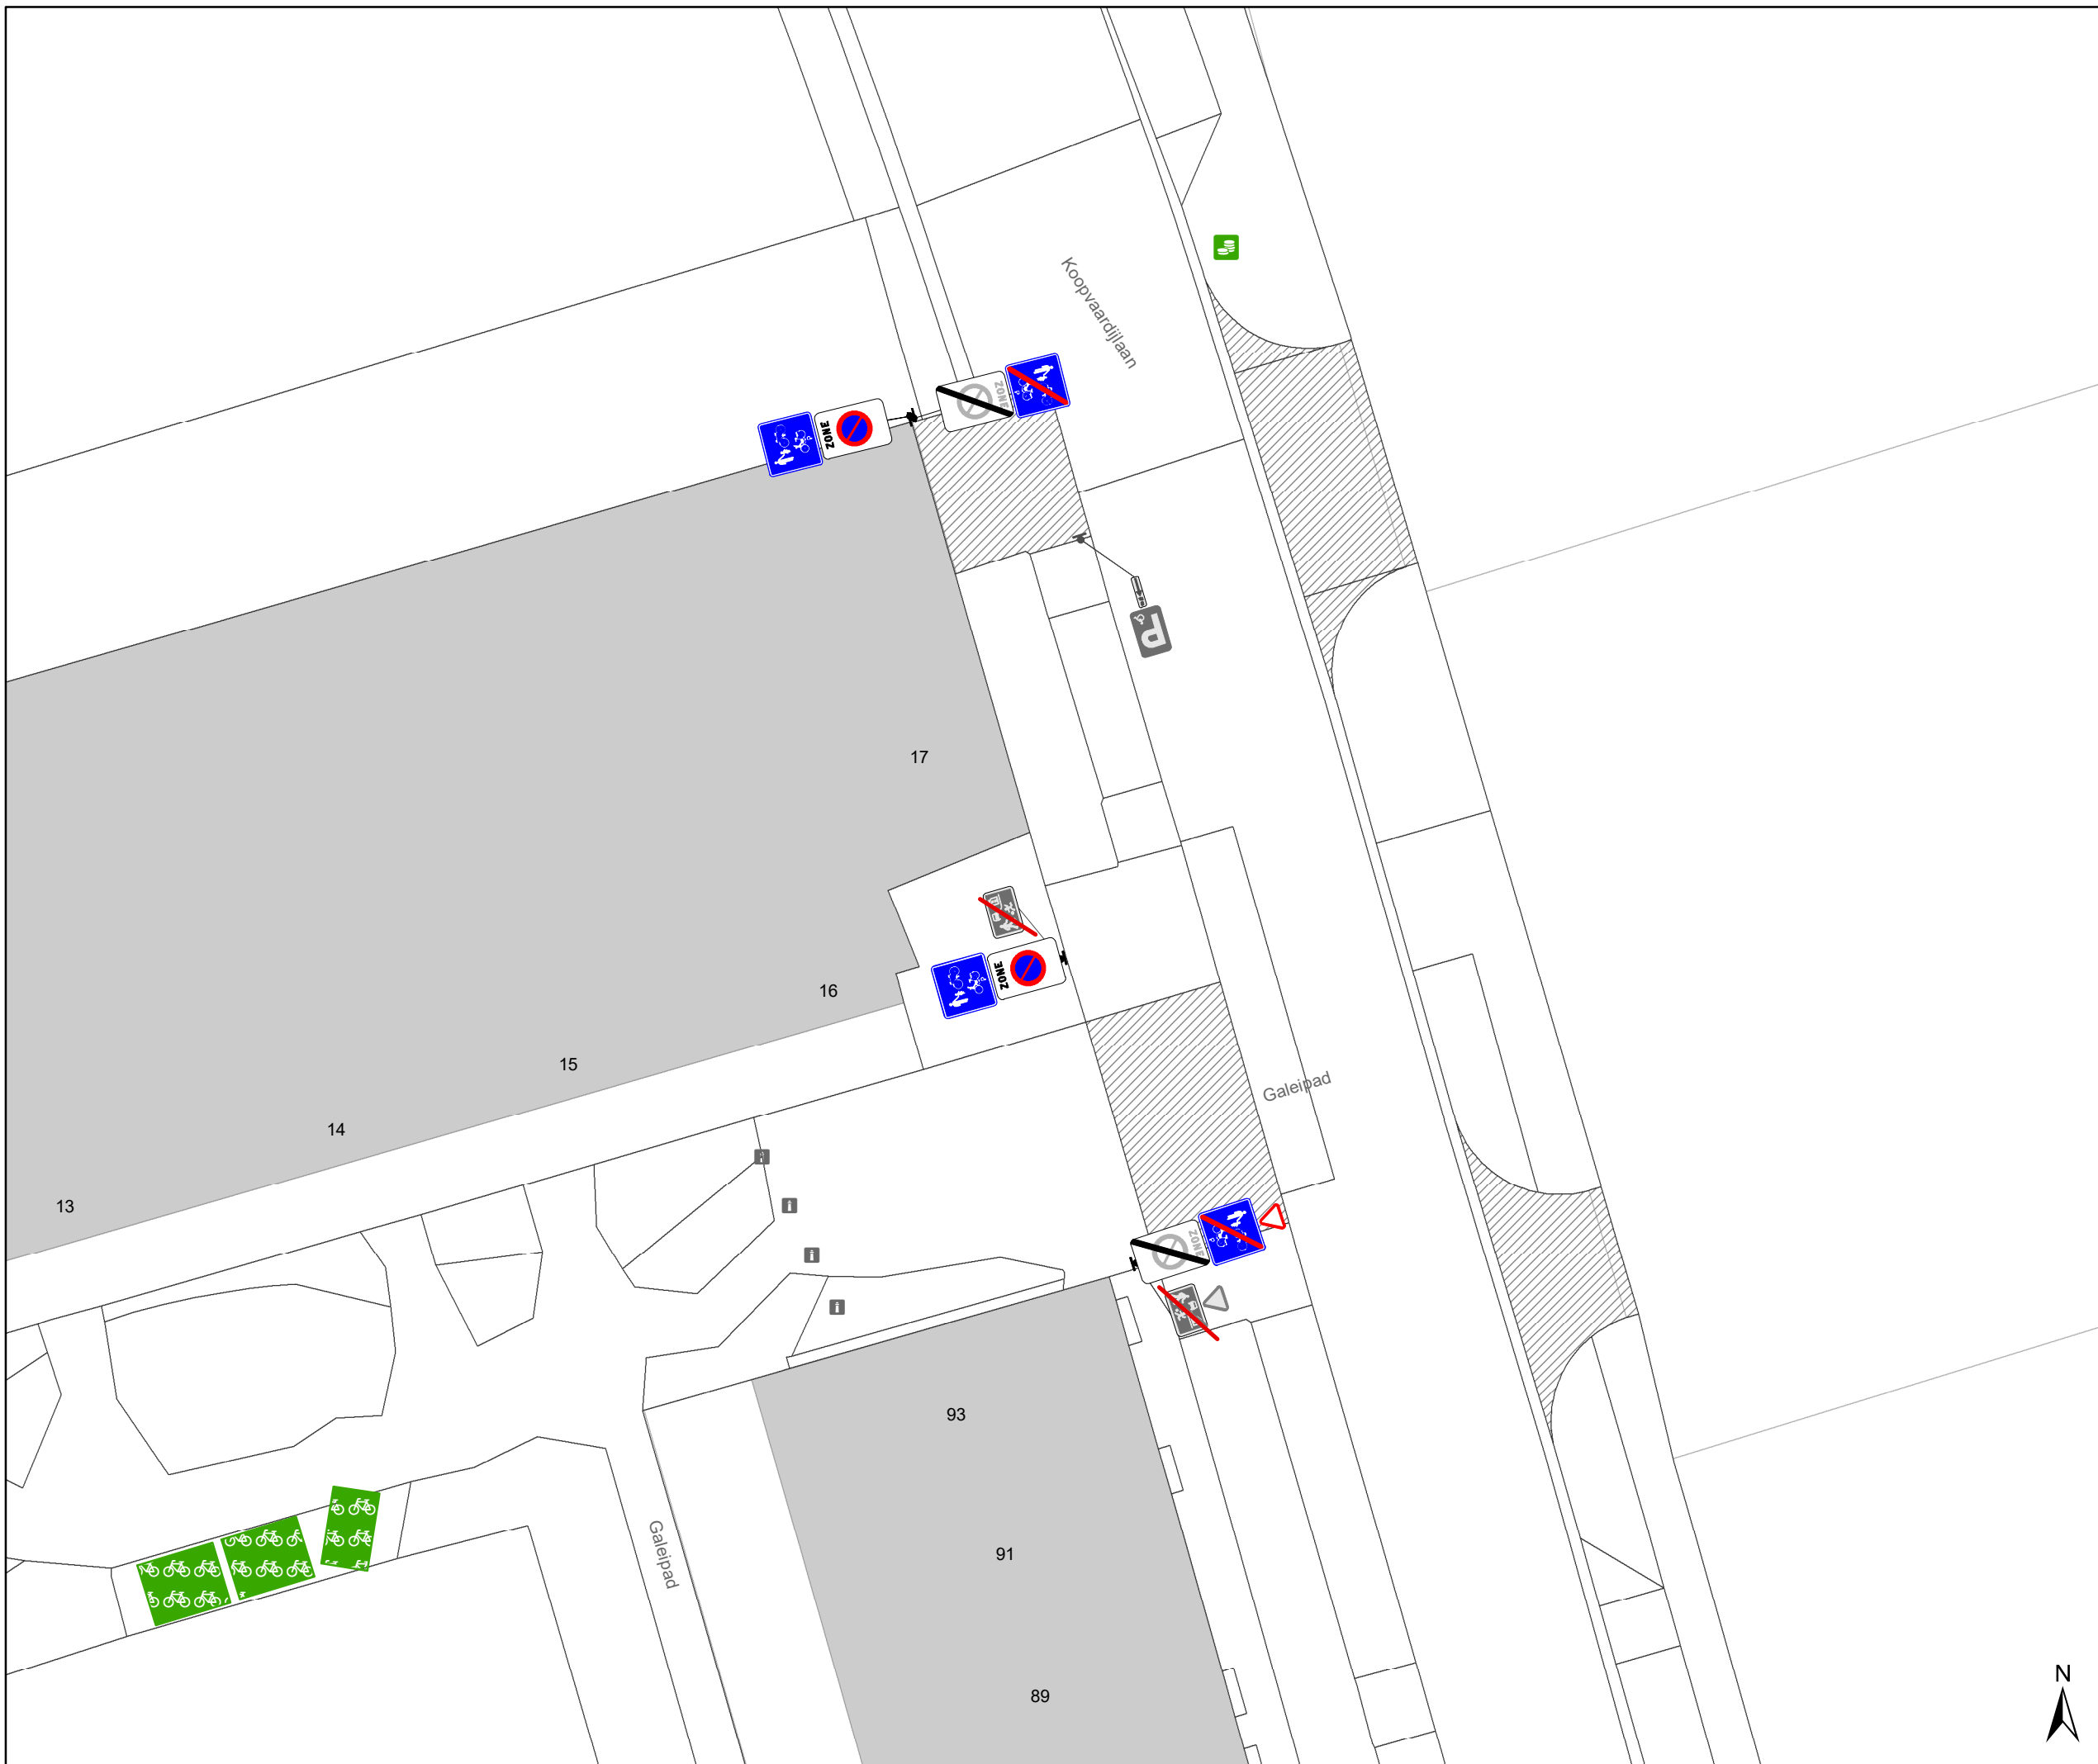 Koopvaardijlaan
ZONE
ZONE
P
17
ZONE
16
15
Galeipad
14
13
ZONE
93
Galeipad
91
89
N